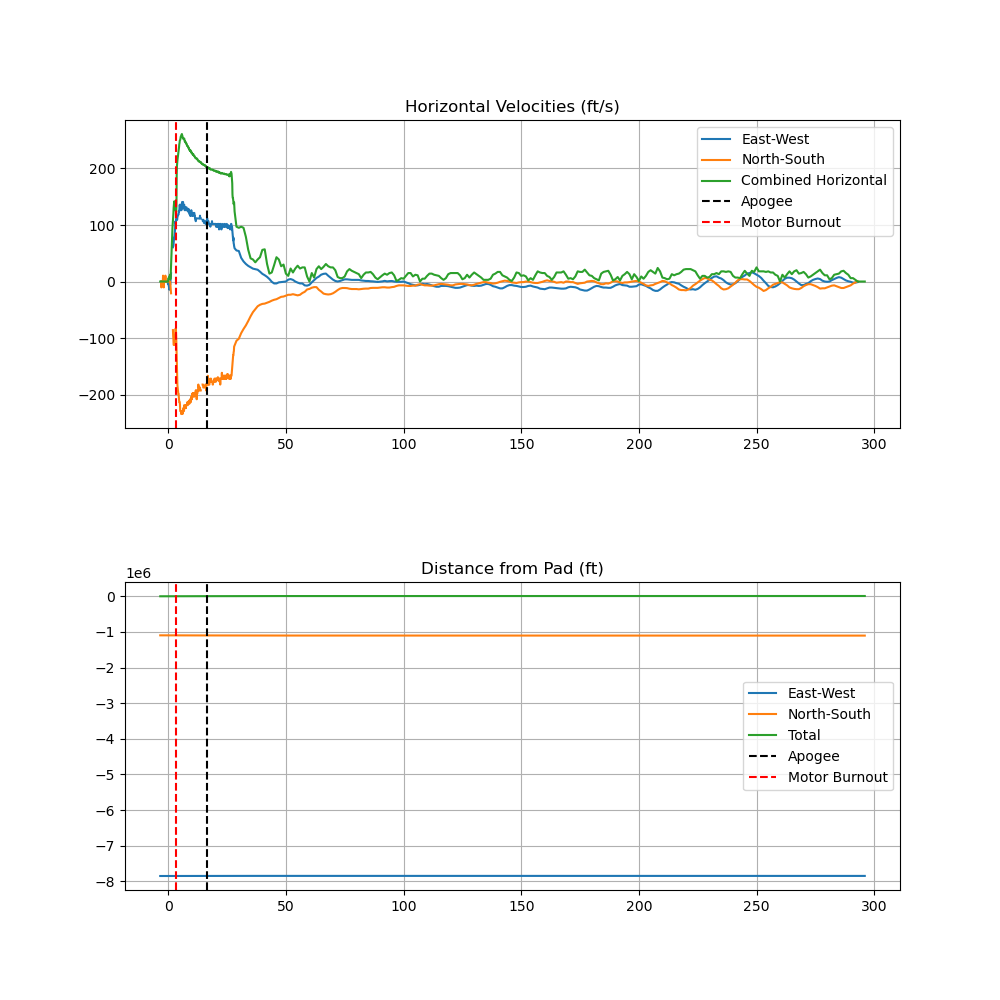 Horizontal Velocities (ft/s)
200
100
0
−100
−200
East-West
North-South
Combined Horizontal
Apogee
Motor Burnout
0 50 100 150 200 250 300
Distance from Pad (ft)
1e6
0
−1
−2
−3
−4
−5
−6
−7
−8
East-West
North-South
Total
Apogee
Motor Burnout
0 50 100 150 200 250 300